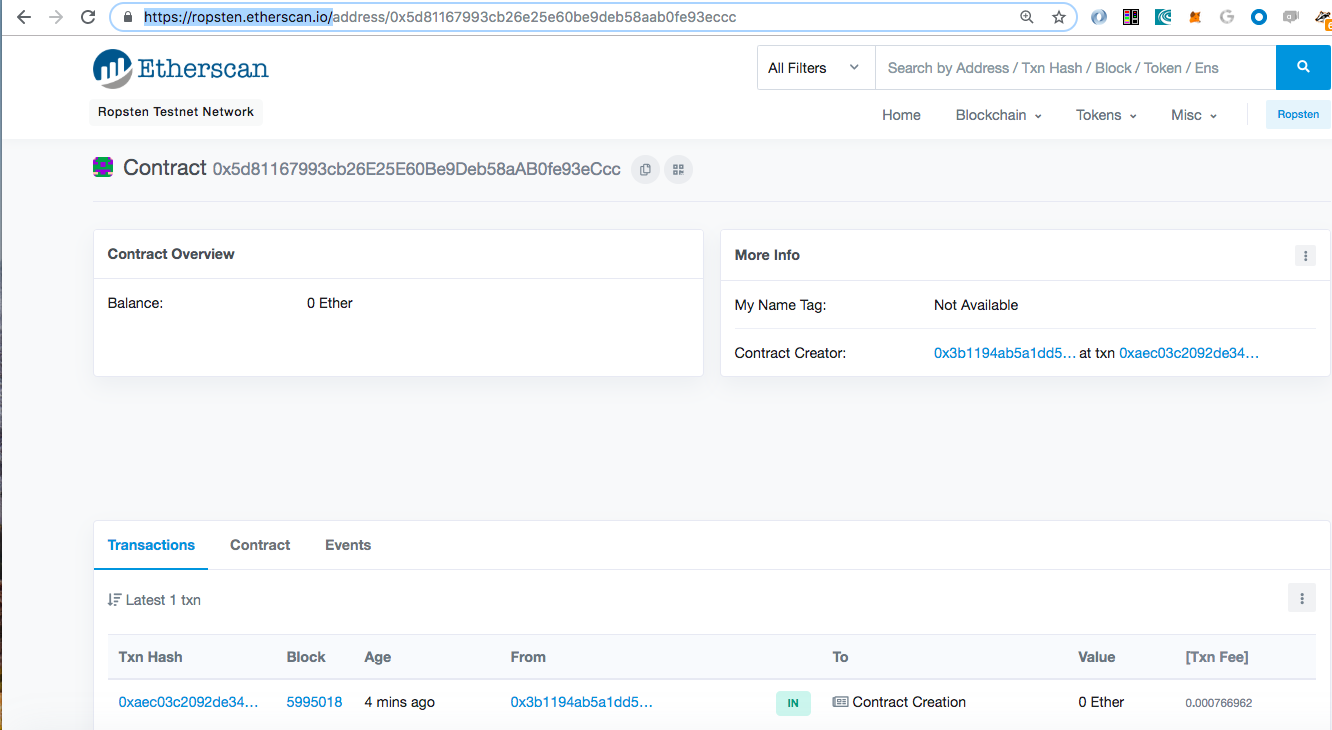 https://ropsten.etherscan.io/address/0x5d81167993cb26e25e60be9deb58aab0fe93eccc
Etherscan
All Filters
Search by Address / Txn Hash / Block / Token / Ens
Ropsten Testnet Network
Home Blockchain Tokens Misc Ropsten
Contract 0x5d81167993cb26E25E60Be9Deb58aAB0fe93eCcc
Contract Overview
Balance: 0 Ether
More Info
My Name Tag: Not Available
Contract Creator: 0x3b1194ab5a1dd5... at txn 0xaec03c2092de34...
Transactions Contract Events
Latest 1 txn
Txn Hash Block Age From To Value [Txn Fee]
0xaec03c2092de34... 5995018 4 mins ago 0x3b1194ab5a1dd5... IN Contract Creation 0 Ether 0.000766962